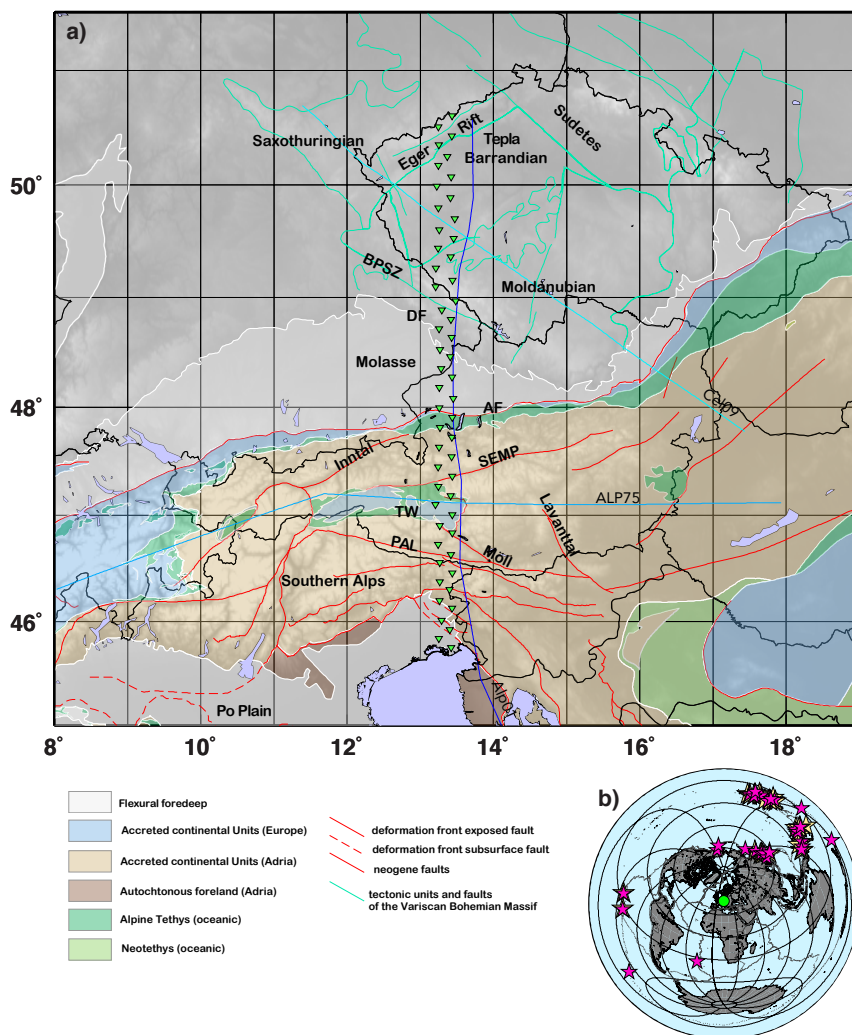 a)
Saxothuringian
Eger Rift
Sudetes
Tepla
Barrandian
50°
BPSZ
Moldanubian
DF
Molasse
48°
AF
Cel09
Inntal
SEMP
ALP75
TW
Lavanttal
PAL
Möll
Southern Alps
46°
Po Plain
8°
10°
12°
14°
16°
18°
Flexural foredeep
Accreted continental Units (Europe)
Accreted continental Units (Adria)
Autochtonous foreland (Adria)
Alpine Tethys (oceanic)
Neotethys (oceanic)
deformation front exposed fault
deformation front subsurface fault
neogene faults
tectonic units and faults
of the Variscan Bohemian Massif
b)